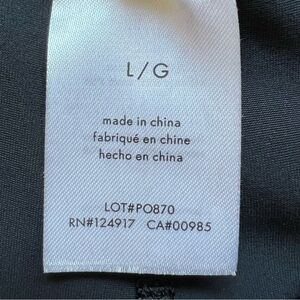 L/G
made in china
fabriqué en chine
hecho en china
LOT#PO870
RN#124917 CA#00985